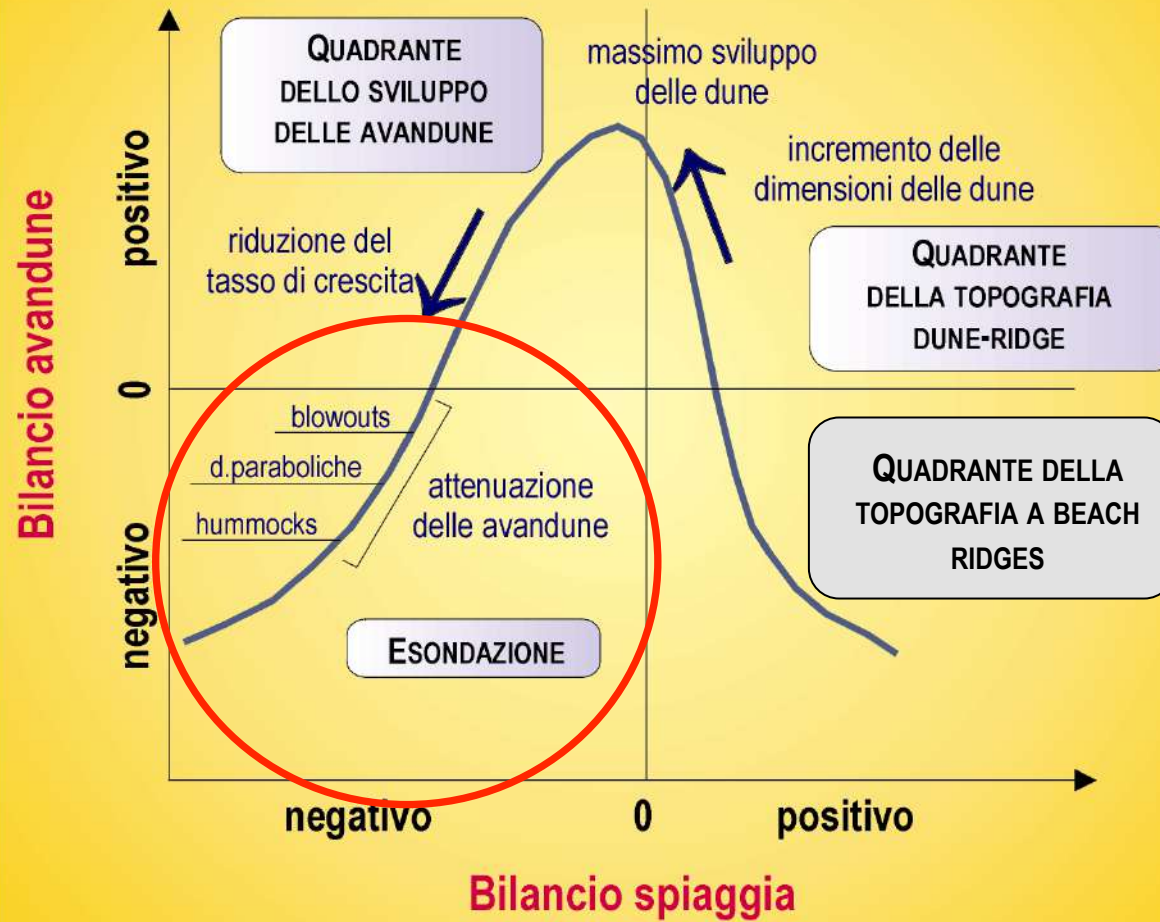 QUADRANTE
DELLO SVILUPPO
DELLE AVANDUNE
massimo sviluppo
delle dune
incremento delle
dimensioni delle dune
riduzione del
tasso di crescita
QUADRANTE
DELLA TOPOGRAFIA
DUNE-RIDGE
Bilancio avandune
positivo
0
negativo
blowouts
d.paraboliche
hummocks
attenuazione
delle avandune
QUADRANTE DELLA
TOPOGRAFIA A BEACH
RIDGES
ESONDAZIONE
negativo
0
positivo
Bilancio spiaggia